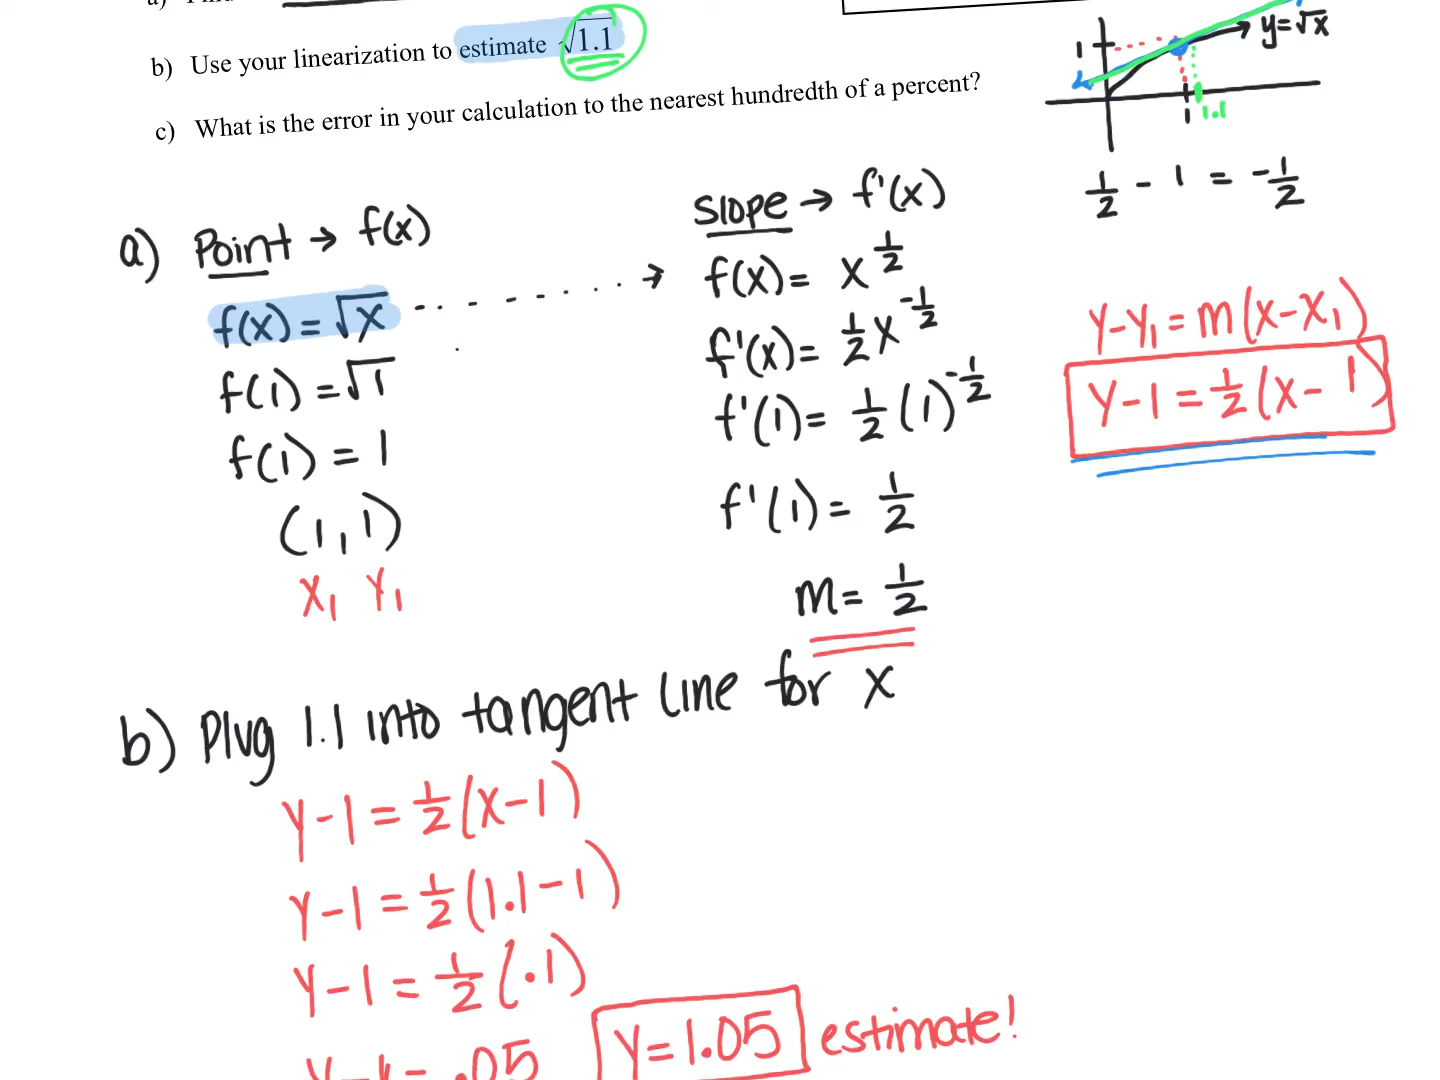 b) Use your linearization to estimate √1.1
c) What is the error in your calculation to the nearest hundredth of a percent?
1
y=√x
1
1.1
1/2 - 1 = -1/2
a) Point → f(x)
f(x) = √x
f(1) = √1
f(1) = 1
(1, 1)
x₁ y₁
Slope → f'(x)
f(x) = x^(1/2)
f'(x) = 1/2 x^(-1/2)
f'(1) = 1/2 (1)^(-1/2)
f'(1) = 1/2
m = 1/2
y-y₁ = m(x-x₁)
y-1 = 1/2(x-1)
b) Plug 1.1 into tangent line for x
y-1 = 1/2(x-1)
y-1 = 1/2(1.1-1)
y-1 = 1/2(.1)
.05
y=1.05 estimate!